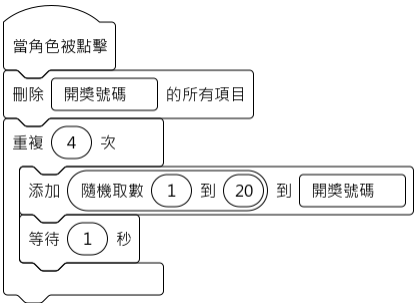 當角色被點擊
刪除 開獎號碼 的所有項目
重複 4 次
添加 隨機取數 1 到 20 到 開獎號碼
等待 1 秒